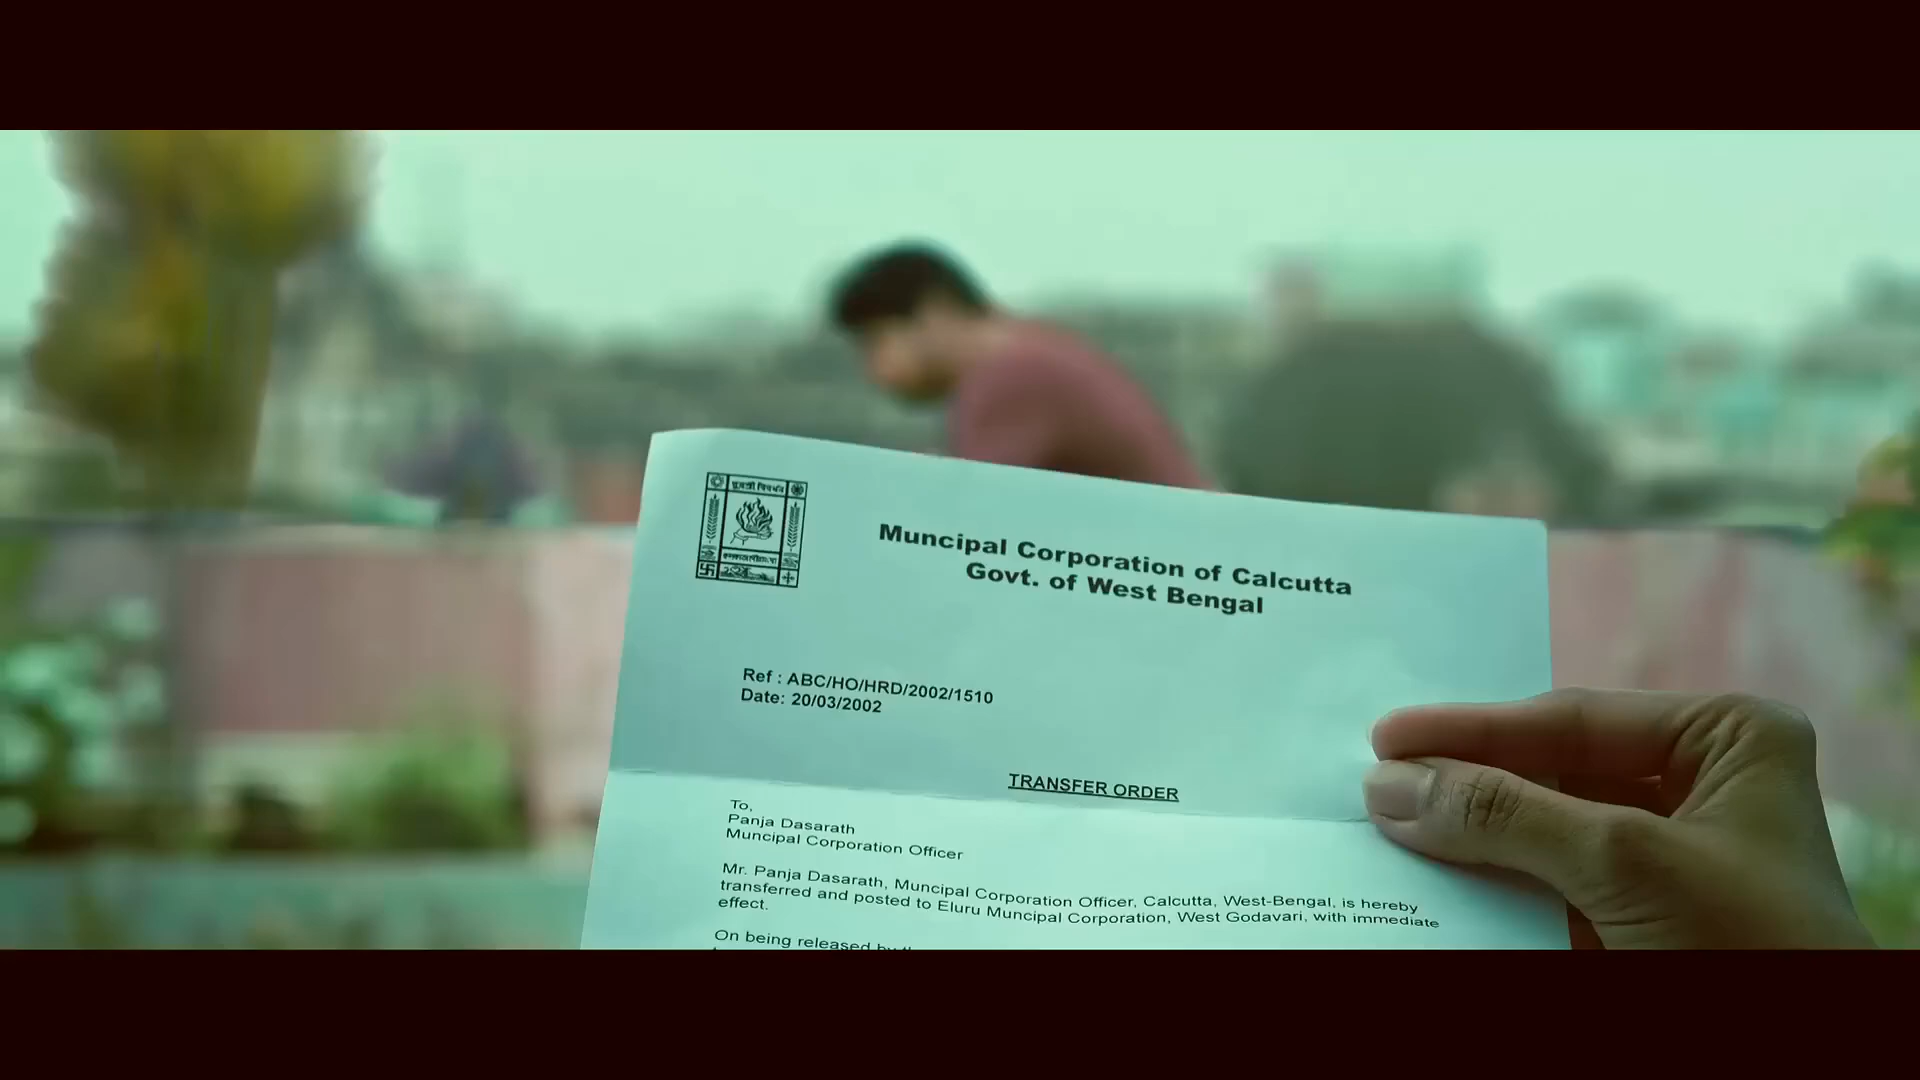 Muncipal Corporation of Calcutta
Govt. of West Bengal
Ref : ABC/HO/HRD/2002/1510
Date: 20/03/2002
TRANSFER ORDER
To,
Panja Dasarath
Muncipal Corporation Officer
Mr. Panja Dasarath, Muncipal Corporation Officer, Calcutta, West-Bengal, is hereby
transferred and posted to Eluru Muncipal Corporation, West Godavari, with immediate
effect.
On being released by